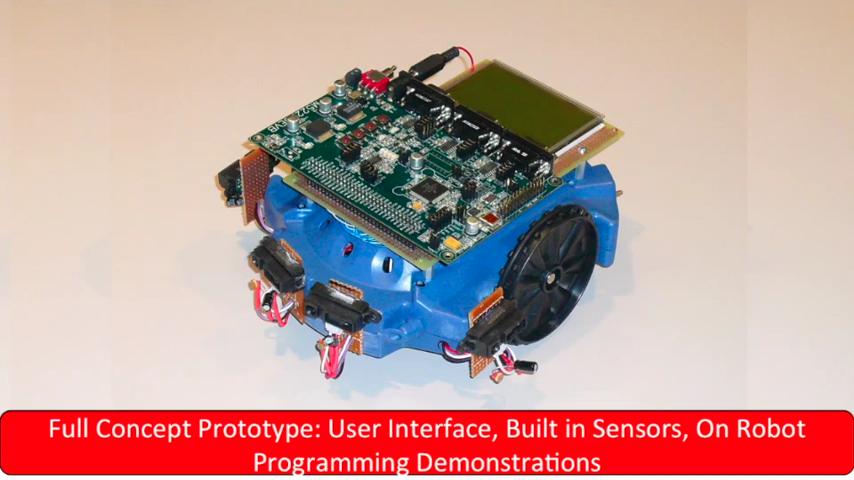 Full Concept Prototype: User Interface, Built in Sensors, On Robot
Programming Demonstrations